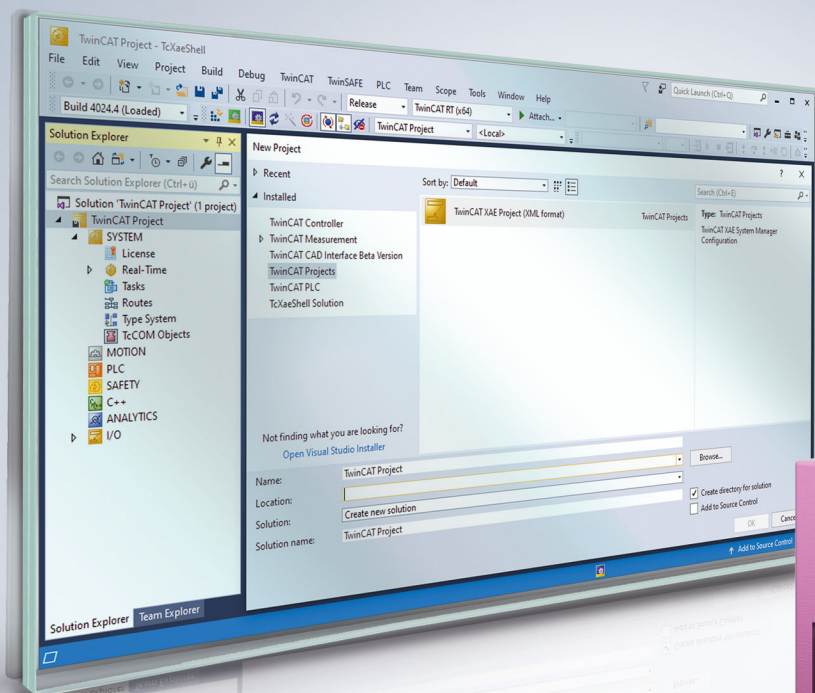 TwinCAT Project - TcXaeShell
File Edit View Project Build Debug TwinCAT TwinSAFE PLC Team Scope Tools Window Help
Quick Launch (Ctrl+Q)
Release TwinCAT RT (x64) Attach...
Build 4024.4 (Loaded) TwinCAT Project <Local>
Solution Explorer
Search Solution Explorer (Ctrl+ü)
Solution 'TwinCAT Project' (1 project)
TwinCAT Project
SYSTEM
License
Real-Time
Tasks
Routes
Type System
TcCOM Objects
MOTION
PLC
SAFETY
C++
ANALYTICS
I/O
Solution Explorer Team Explorer
New Project
? X
Recent
Installed
TwinCAT Controller
TwinCAT Measurement
TwinCAT CAD Interface Beta Version
TwinCAT Projects
TwinCAT PLC
TcXaeShell Solution
Not finding what you are looking for?
Open Visual Studio Installer
Sort by: Default
Search (Ctrl+E)
TwinCAT XAE Project (XML format) TwinCAT Projects
Type: TwinCAT Projects
TwinCAT XAE System Manager
Configuration
Name: TwinCAT Project
Location:
Browse...
Solution: Create new solution
Solution name: TwinCAT Project
Create directory for solution
Add to Source Control
OK Cance
Add to Source Control